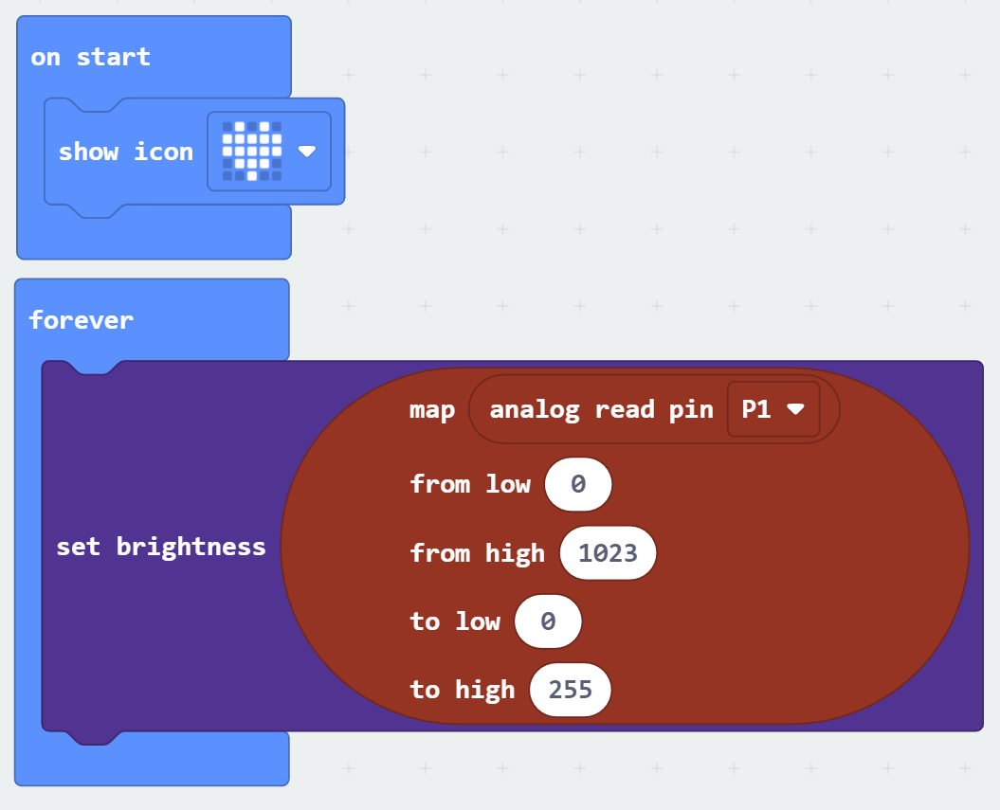 on start
show icon
forever
map analog read pin P1
from low 0
from high 1023
set brightness
to low 0
to high 255